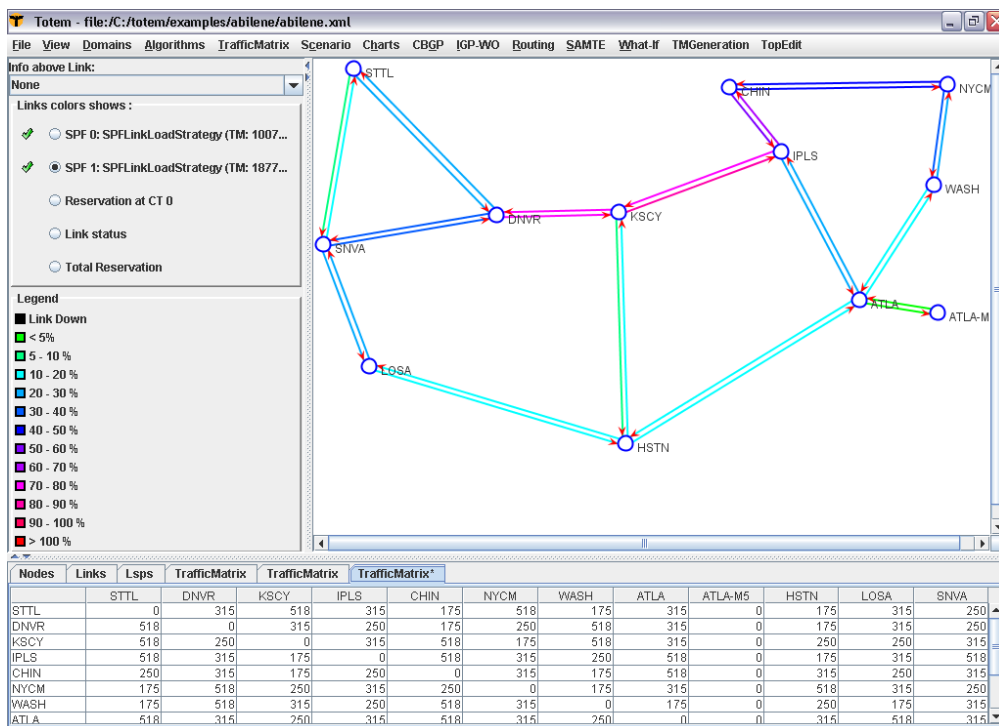 Totem - file:/C:/totem/examples/abilene/abilene.xml
File View Domains Algorithms TrafficMatrix Scenario Charts CBGP IGP-WO Routing SAMTE What-If TMGeneration TopEdit
Info above Link:
None
Links colors shows :
SPF 0: SPFLinkLoadStrategy (TM: 1007...
SPF 1: SPFLinkLoadStrategy (TM: 1877...
Reservation at CT 0
Link status
Total Reservation
Legend
Link Down
< 5%
5 - 10 %
10 - 20 %
20 - 30 %
30 - 40 %
40 - 50 %
50 - 60 %
60 - 70 %
70 - 80 %
80 - 90 %
90 - 100 %
> 100 %
STTL
CHIN
NYCM
IPLS
WASH
DNVR
KSCY
SNVA
ATLA
ATLA-M
LOSA
HSTN
Nodes Links Lsps TrafficMatrix TrafficMatrix TrafficMatrix*
STTL DNVR KSCY IPLS CHIN NYCM WASH ATLA ATLA-M5 HSTN LOSA SNVA
STTL 0 315 518 315 175 518 175 315 0 175 315 250
DNVR 518 0 315 250 175 250 518 315 0 175 315 250
KSCY 518 250 0 315 518 175 518 315 0 250 250 315
IPLS 518 315 175 0 518 315 250 518 0 175 315 518
CHIN 250 315 175 250 0 315 175 518 0 315 250 315
NYCM 175 518 250 315 250 0 175 315 0 518 315 250
WASH 175 518 315 250 518 315 0 175 0 250 175 315
ATLA 518 315 250 315 518 315 250 0 0 315 518 315